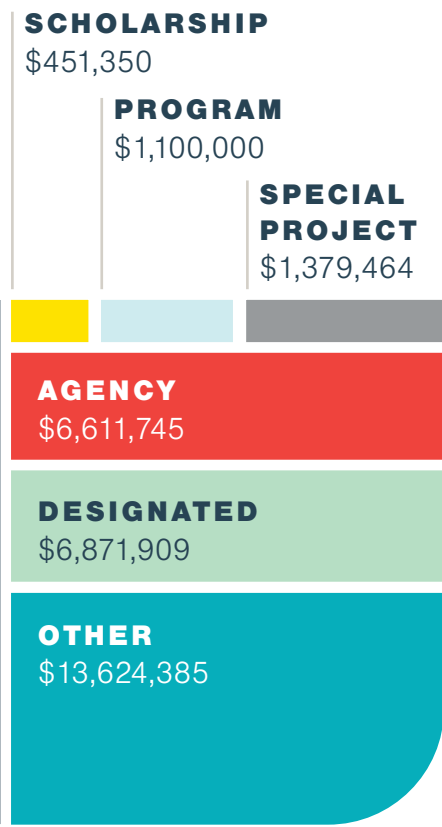 SCHOLARSHIP
$451,350
PROGRAM
$1,100,000
SPECIAL
PROJECT
$1,379,464
AGENCY
$6,611,745
DESIGNATED
$6,871,909
OTHER
$13,624,385